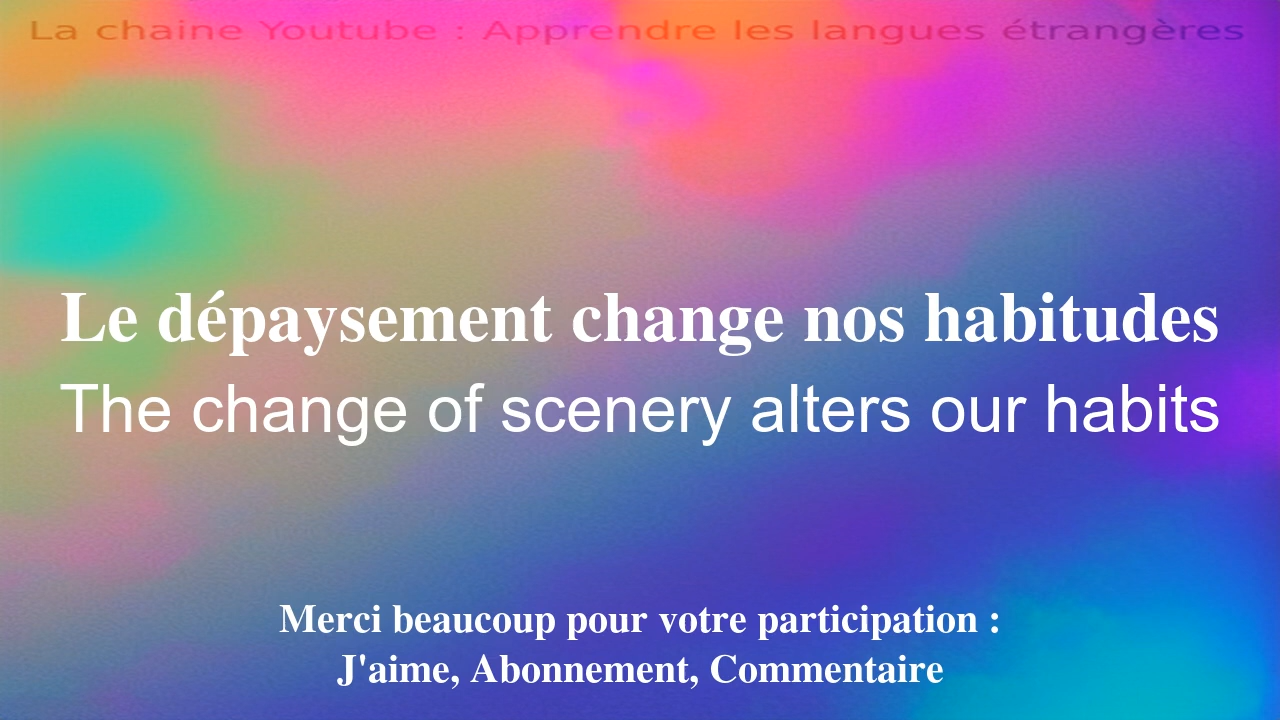 La chaine Youtube : Apprendre les langues étrangères
Le dépaysement change nos habitudes
The change of scenery alters our habits
Merci beaucoup pour votre participation :
J'aime, Abonnement, Commentaire